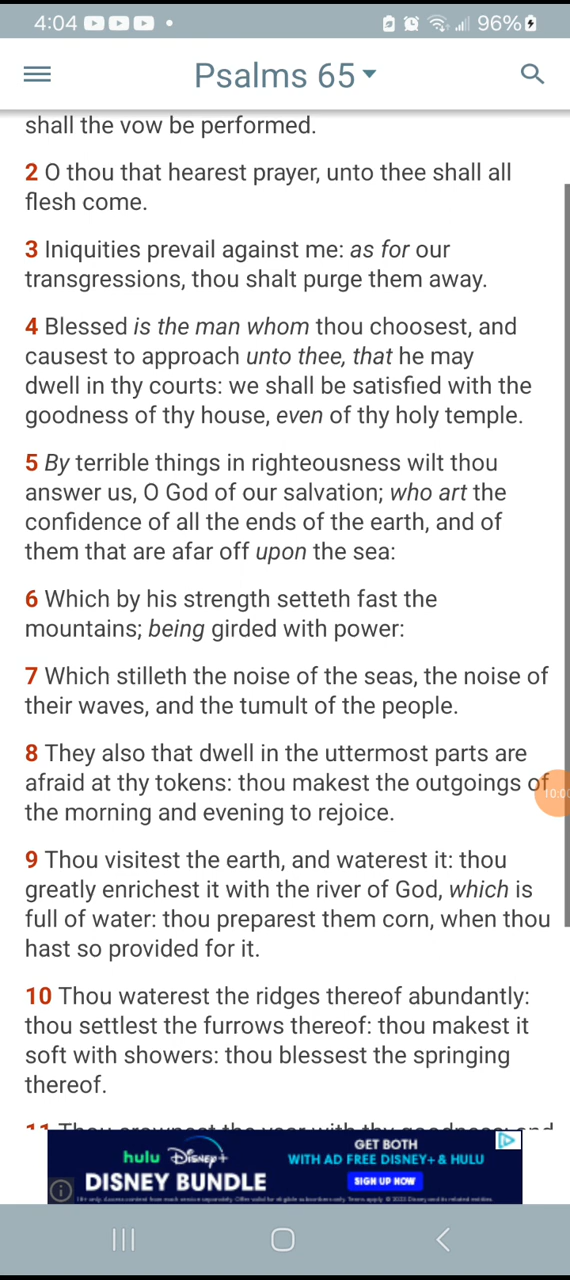 4:04
96%
Psalms 65
shall the vow be performed.
2 O thou that hearest prayer, unto thee shall all
flesh come.
3 Iniquities prevail against me: as for our
transgressions, thou shalt purge them away.
4 Blessed is the man whom thou choosest, and
causest to approach unto thee, that he may
dwell in thy courts: we shall be satisfied with the
goodness of thy house, even of thy holy temple.
5 By terrible things in righteousness wilt thou
answer us, O God of our salvation; who art the
confidence of all the ends of the earth, and of
them that are afar off upon the sea:
6 Which by his strength setteth fast the
mountains; being girded with power:
7 Which stilleth the noise of the seas, the noise of
their waves, and the tumult of the people.
8 They also that dwell in the uttermost parts are
afraid at thy tokens: thou makest the outgoings of
10:00
the morning and evening to rejoice.
9 Thou visitest the earth, and waterest it: thou
greatly enrichest it with the river of God, which is
full of water: thou preparest them corn, when thou
hast so provided for it.
10 Thou waterest the ridges thereof abundantly:
thou settlest the furrows thereof: thou makest it
soft with showers: thou blessest the springing
thereof.
11 Thou crownest the year with thy goodness; and
hulu Disney+
DISNEY BUNDLE
GET BOTH
WITH AD FREE DISNEY+ & HULU
SIGN UP NOW